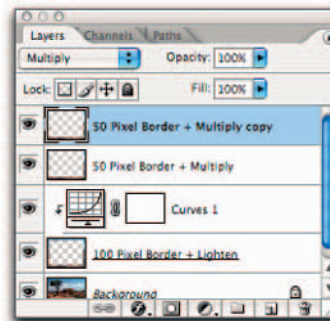 Layers Channels Paths
Multiply Opacity: 100%
Lock: Fill: 100%
50 Pixel Border + Multiply copy
50 Pixel Border + Multiply
Curves 1
100 Pixel Border + Lighten
Background